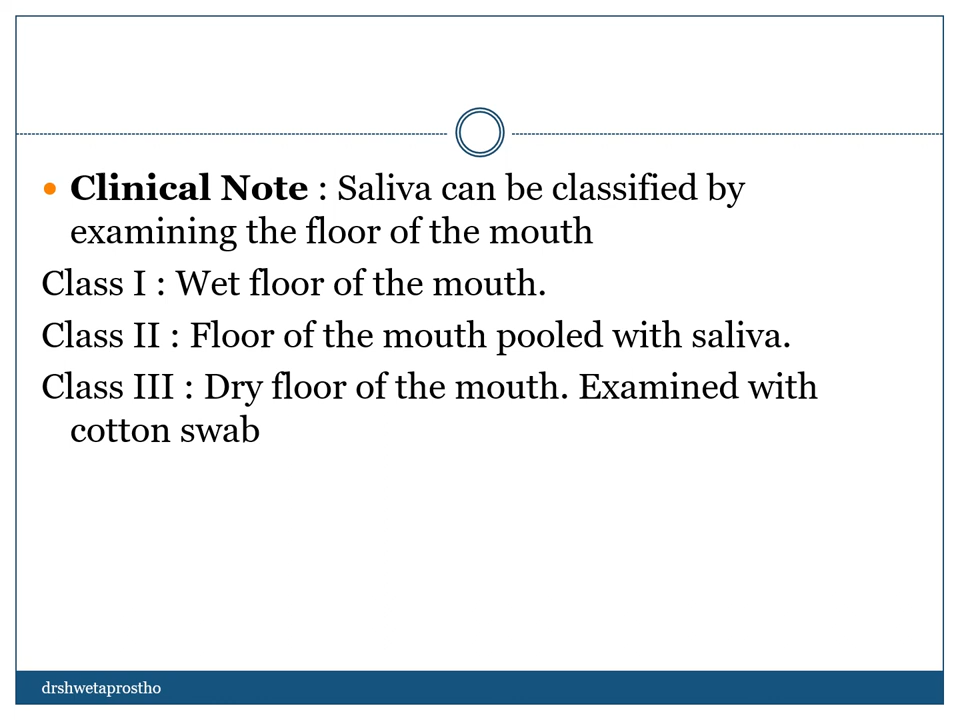 Clinical Note : Saliva can be classified by
examining the floor of the mouth
Class I : Wet floor of the mouth.
Class II : Floor of the mouth pooled with saliva.
Class III : Dry floor of the mouth. Examined with
cotton swab
drshwetaprostho